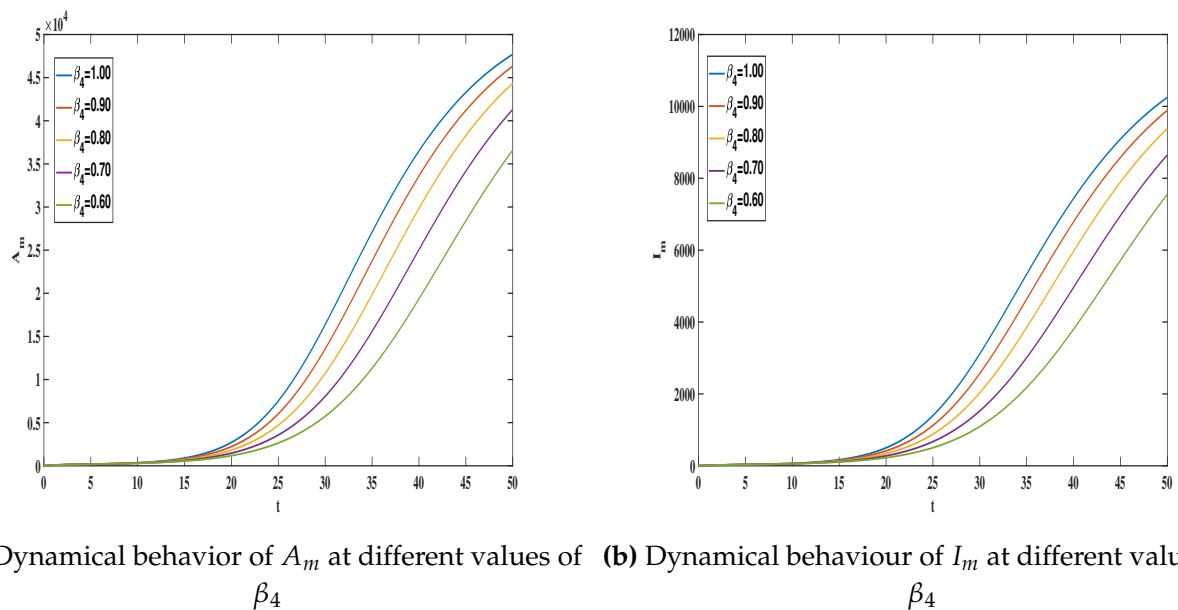 ×10⁴
5
4.5
4
3.5
3
2.5
2
1.5
1
0.5
0
A_m
β₄=1.00
β₄=0.90
β₄=0.80
β₄=0.70
β₄=0.60
0 5 10 15 20 25 30 35 40 45 50
t
12000
10000
8000
6000
4000
2000
0
I_m
β₄=1.00
β₄=0.90
β₄=0.80
β₄=0.70
β₄=0.60
0 5 10 15 20 25 30 35 40 45 50
t
Dynamical behavior of A_m at different values of
β₄
(b) Dynamical behaviour of I_m at different valu
β₄